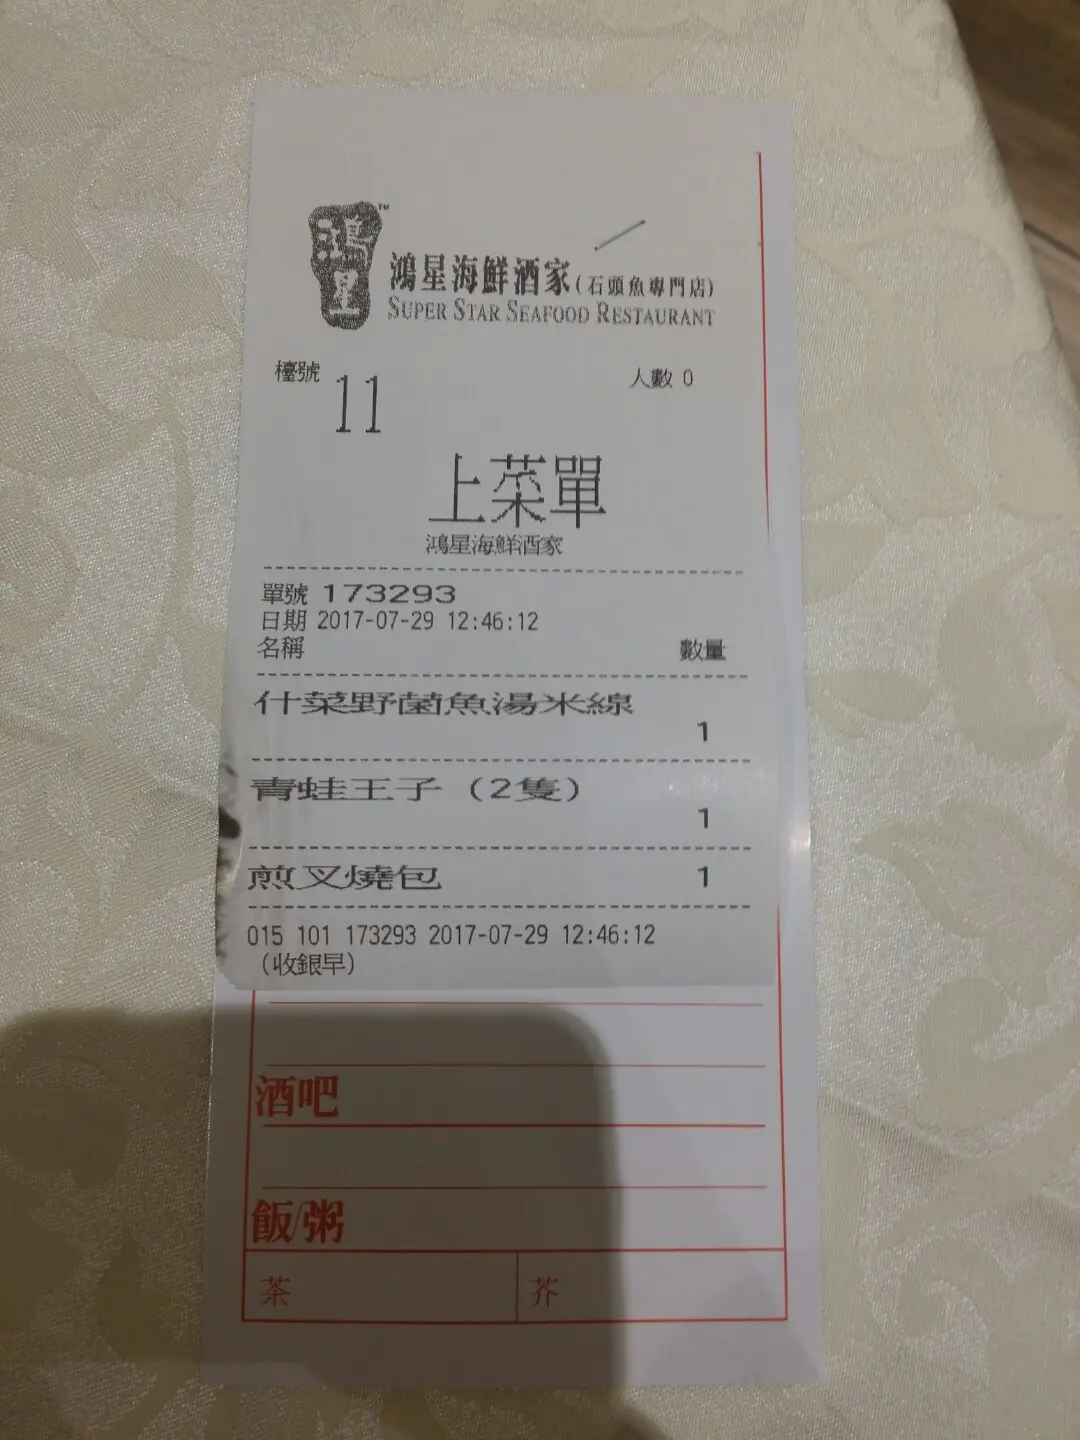 鴻星
TM
鴻星海鮮酒家(石頭魚專門店)
SUPER STAR SEAFOOD RESTAURANT
檯號 11
人數 0
上菜單
鴻星海鮮酒家
單號 173293
日期 2017-07-29 12:46:12
名稱 數量
什菜野菌魚湯米線
1
青蛙王子 (2隻)
1
煎叉燒包 1
015 101 173293 2017-07-29 12:46:12
(收銀早)
酒吧
飯/粥
茶 芥